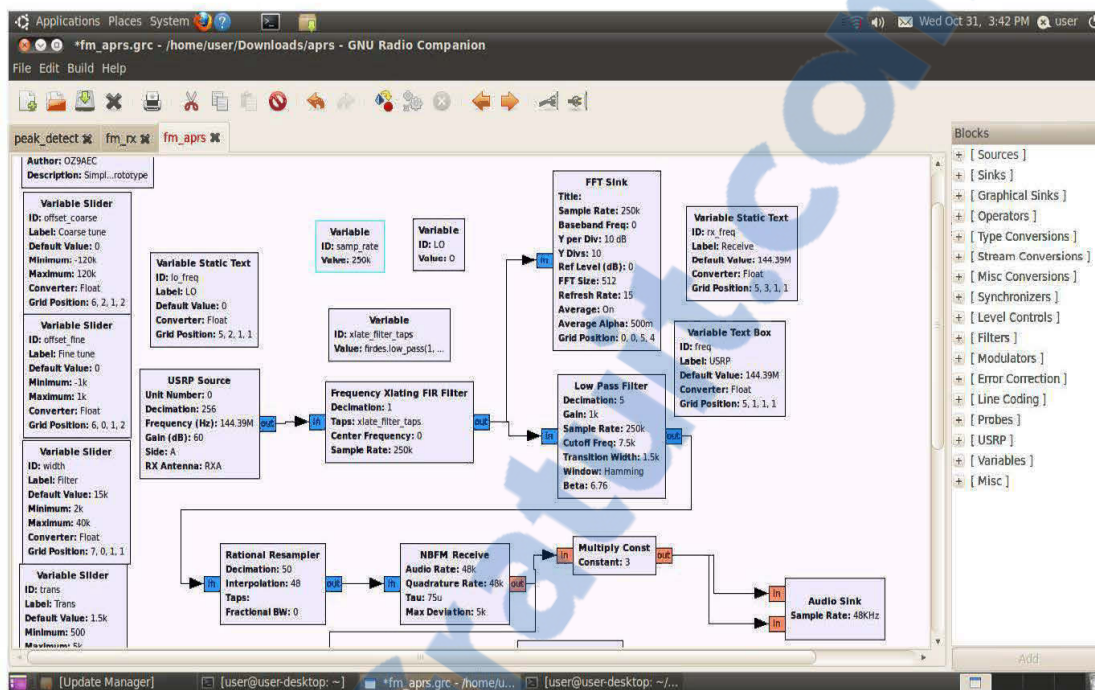 Applications Places System
Wed Oct 31, 3:42 PM user
*fm_aprs.grc - /home/user/Downloads/aprs - GNU Radio Companion
File Edit Build Help
peak_detect fm_rx fm_aprs
Author: OZ9AEC
Description: Simpl...rototype
Variable Slider
ID: offset_coarse
Label: Coarse tune
Default Value: 0
Minimum: -120k
Maximum: 120k
Converter: Float
Grid Position: 6, 2, 1, 2
Variable Slider
ID: offset_fine
Label: Fine tune
Default Value: 0
Minimum: -1k
Maximum: 1k
Converter: Float
Grid Position: 6, 0, 1, 2
Variable Slider
ID: width
Label: Filter
Default Value: 15k
Minimum: 2k
Maximum: 40k
Converter: Float
Grid Position: 7, 0, 1, 1
Variable Slider
ID: trans
Label: Trans
Default Value: 1.5k
Minimum: 500
Maximum: 5k
Variable Static Text
ID: lo_freq
Label: LO
Default Value: 0
Converter: Float
Grid Position: 5, 2, 1, 1
Variable
ID: samp_rate
Value: 250k
Variable
ID: LO
Value: 0
Variable
ID: xlate_filter_taps
Value: firdes.low_pass(1, ...
USRP Source
Unit Number: 0
Decimation: 256
Frequency (Hz): 144.39M
Gain (dB): 60
Side: A
RX Antenna: RXA
out
in
Frequency Xlating FIR Filter
Decimation: 1
Taps: xlate_filter_taps
Center Frequency: 0
Sample Rate: 250k
out
in
FFT Sink
Title:
Sample Rate: 250k
Baseband Freq: 0
Y per Div: 10 dB
Y Divs: 10
Ref Level (dB): 0
FFT Size: 512
Refresh Rate: 15
Average: On
Average Alpha: 500m
Grid Position: 0, 0, 5, 4
Variable Static Text
ID: rx_freq
Label: Receive
Default Value: 144.39M
Converter: Float
Grid Position: 5, 3, 1, 1
Variable Text Box
ID: freq
Label: USRP
Default Value: 144.39M
Converter: Float
Grid Position: 5, 1, 1, 1
in
Low Pass Filter
Decimation: 5
Gain: 1k
Sample Rate: 250k
Cutoff Freq: 7.5k
Transition Width: 1.5k
Window: Hamming
Beta: 6.76
out
in
Rational Resampler
Decimation: 50
Interpolation: 48
Taps:
Fractional BW: 0
out
in
NBFM Receive
Audio Rate: 48k
Quadrature Rate: 48k
Tau: 75u
Max Deviation: 5k
out
in
Multiply Const
Constant: 3
out
in
in
Audio Sink
Sample Rate: 48KHz
Blocks
[ Sources ]
[ Sinks ]
[ Graphical Sinks ]
[ Operators ]
[ Type Conversions ]
[ Stream Conversions ]
[ Misc Conversions ]
[ Synchronizers ]
[ Level Controls ]
[ Filters ]
[ Modulators ]
[ Error Correction ]
[ Line Coding ]
[ Probes ]
[ USRP ]
[ Variables ]
[ Misc ]
Add
[Update Manager]
[user@user-desktop: ~]
*fm_aprs.grc - /home/u...
[user@user-desktop: ~/...